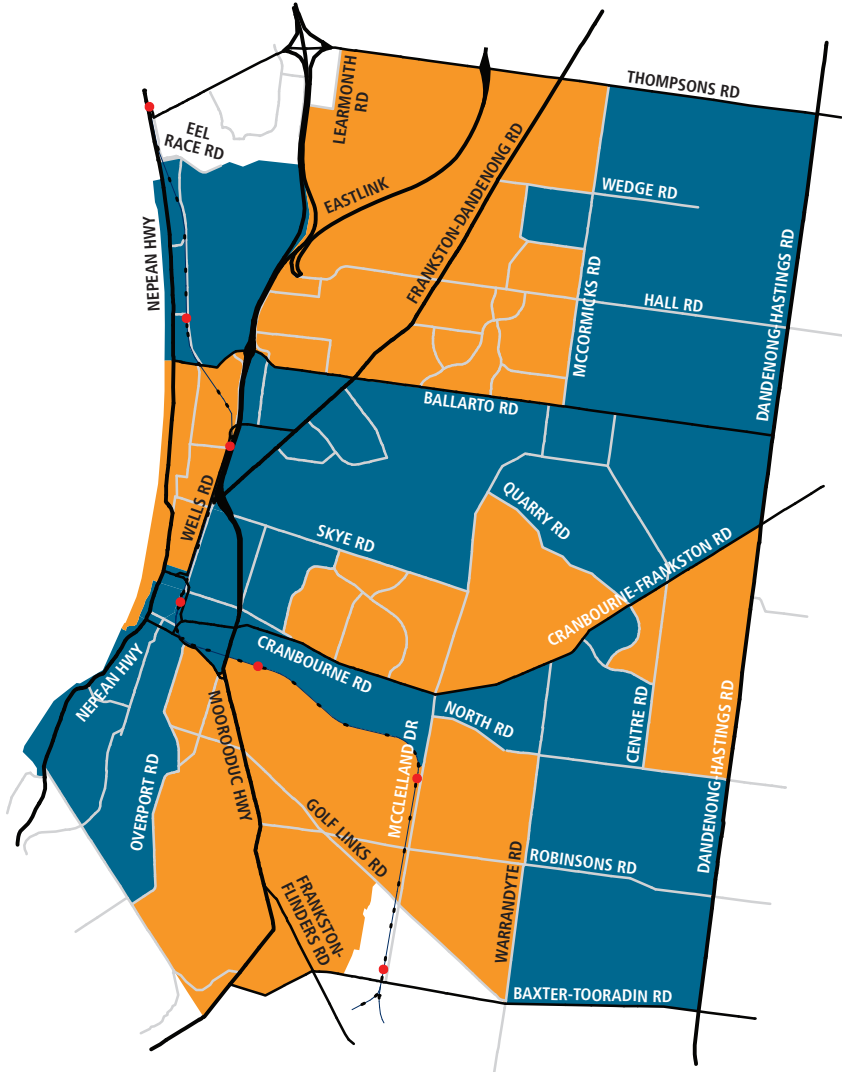 THOMPSONS RD
LEARMONTH
RD
EEL
RACE RD
EASTLINK
FRANKSTON-DANDENONG RD
WEDGE RD
NEPEAN HWY
MCCORMICKS RD
HALL RD
DANDENONG-HASTINGS RD
BALLARTO RD
WELLS RD
QUARRY RD
SKYE RD
CRANBOURNE-FRANKSTON RD
CRANBOURNE RD
NEPEAN HWY
MOOROODUC HWY
NORTH RD
CENTRE RD
DANDENONG-HASTINGS RD
MCCLELLAND DR
OVERPORT RD
GOLF LINKS RD
ROBINSONS RD
WARRANDYTE RD
FRANKSTON-
FLINDERS RD
BAXTER-TOORADIN RD